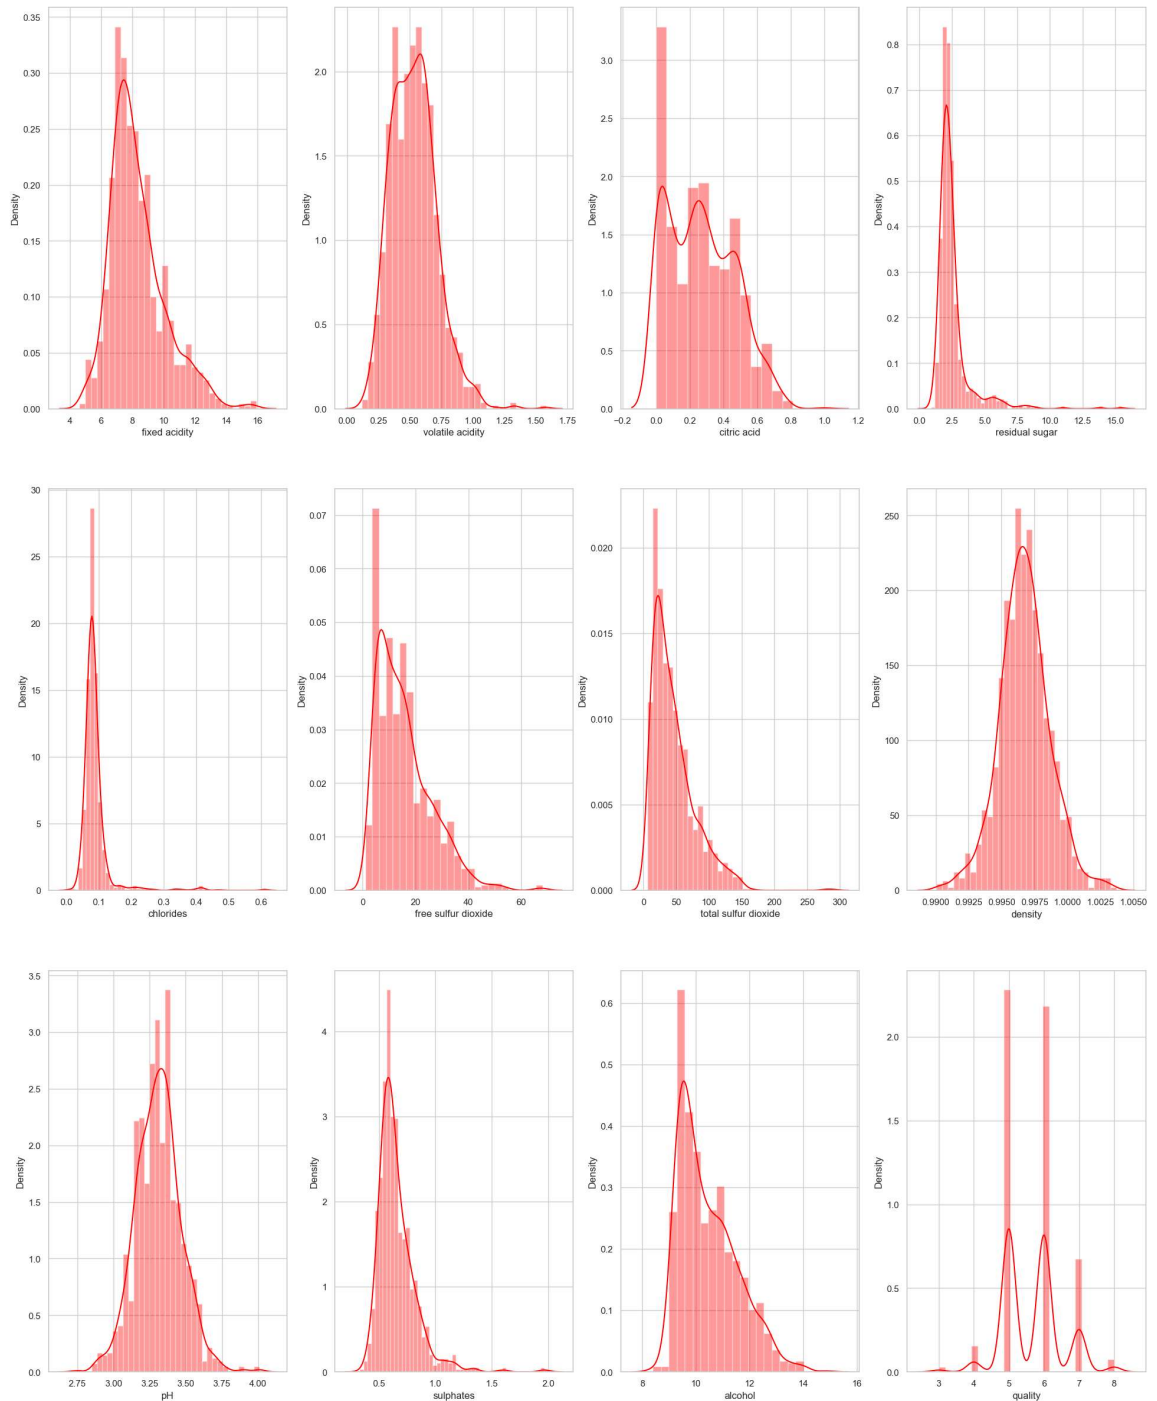 0.35
0.30
0.25
0.20
0.15
0.10
0.05
0.00
Density
4 6 8 10 12 14 16
fixed acidity
2.0
1.5
1.0
0.5
0.0
Density
0.00 0.25 0.50 0.75 1.00 1.25 1.50 1.75
volatile acidity
3.0
2.5
2.0
1.5
1.0
0.5
0.0
Density
−0.2 0.0 0.2 0.4 0.6 0.8 1.0 1.2
citric acid
0.8
0.7
0.6
0.5
0.4
0.3
0.2
0.1
0.0
Density
0.0 2.5 5.0 7.5 10.0 12.5 15.0
residual sugar
30
25
20
15
10
5
0
Density
0.0 0.1 0.2 0.3 0.4 0.5 0.6
chlorides
0.07
0.06
0.05
0.04
0.03
0.02
0.01
0.00
Density
0 20 40 60
free sulfur dioxide
0.020
0.015
0.010
0.005
0.000
Density
0 50 100 150 200 250 300
total sulfur dioxide
250
200
150
100
50
0
Density
0.9900 0.9925 0.9950 0.9975 1.0000 1.0025 1.0050
density
3.5
3.0
2.5
2.0
1.5
1.0
0.5
0.0
Density
2.75 3.00 3.25 3.50 3.75 4.00
pH
4
3
2
1
0
Density
0.5 1.0 1.5 2.0
sulphates
0.6
0.5
0.4
0.3
0.2
0.1
0.0
Density
8 10 12 14 16
alcohol
2.0
1.5
1.0
0.5
0.0
Density
3 4 5 6 7 8
quality